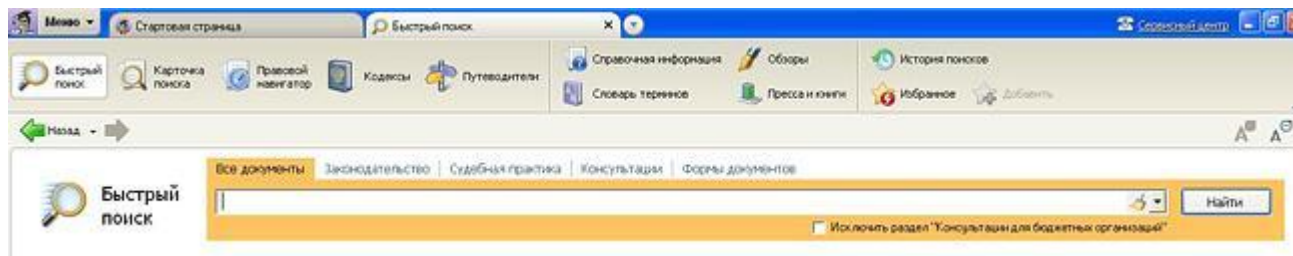 Меню
Стартовая страница
Быстрый поиск
Сервисный центр
Быстрый
поиск
Карточка
поиска
Правовой
навигатор
Кодексы
Путеводители
Справочная информация
Словарь терминов
Обзоры
Пресса и книги
История поисков
Избранное
Добавить
Назад
Все документы
Законодательство
Судебная практика
Консультации
Формы документов
Быстрый
поиск
Найти
Исключить раздел "Консультации для бюджетных организаций"